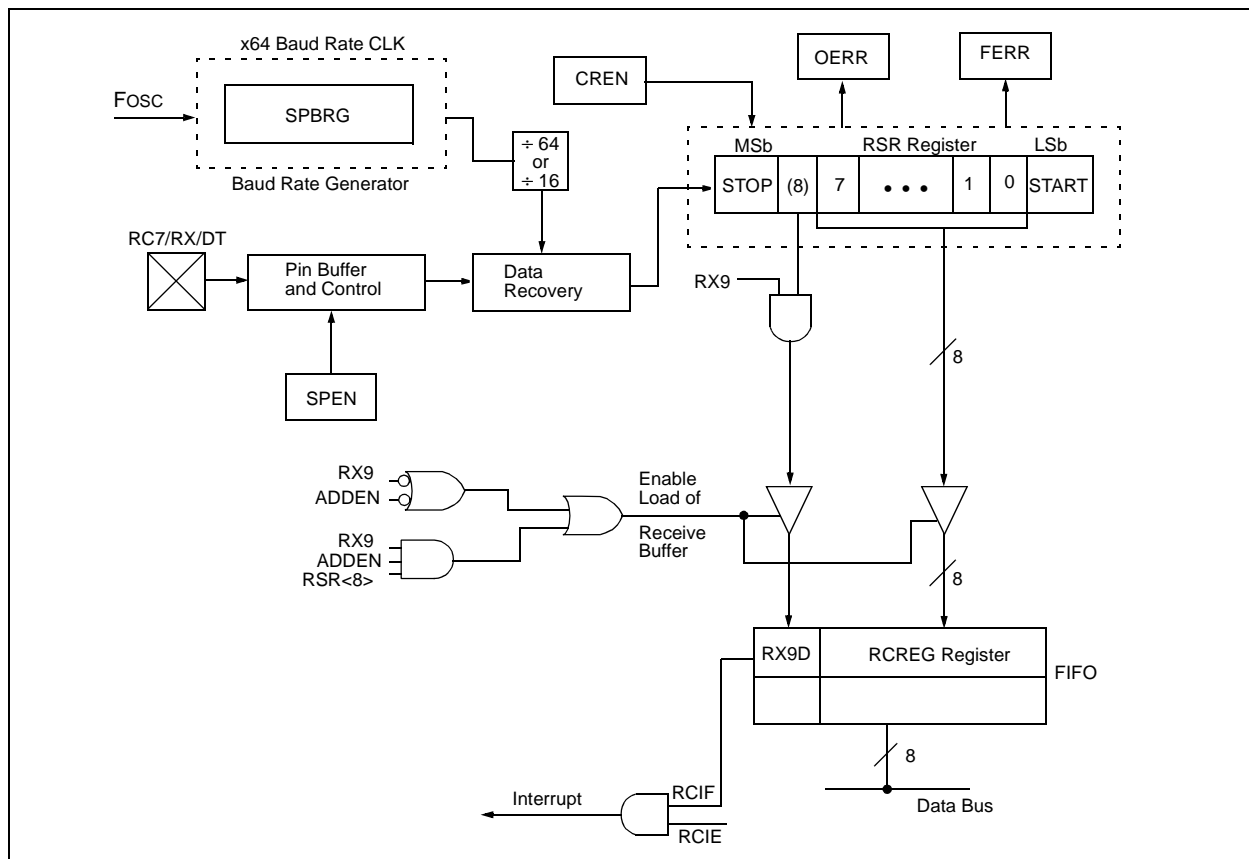 x64 Baud Rate CLK
FOSC
SPBRG
Baud Rate Generator
÷ 64
or
÷ 16
CREN
OERR
FERR
MSb
RSR Register
LSb
STOP
(8)
7
• • •
1
0
START
RC7/RX/DT
Pin Buffer
and Control
Data
Recovery
SPEN
RX9
8
RX9
ADDEN
RX9
ADDEN
RSR<8>
Enable
Load of
Receive
Buffer
8
RX9D
RCREG Register
FIFO
8
Data Bus
Interrupt
RCIF
RCIE